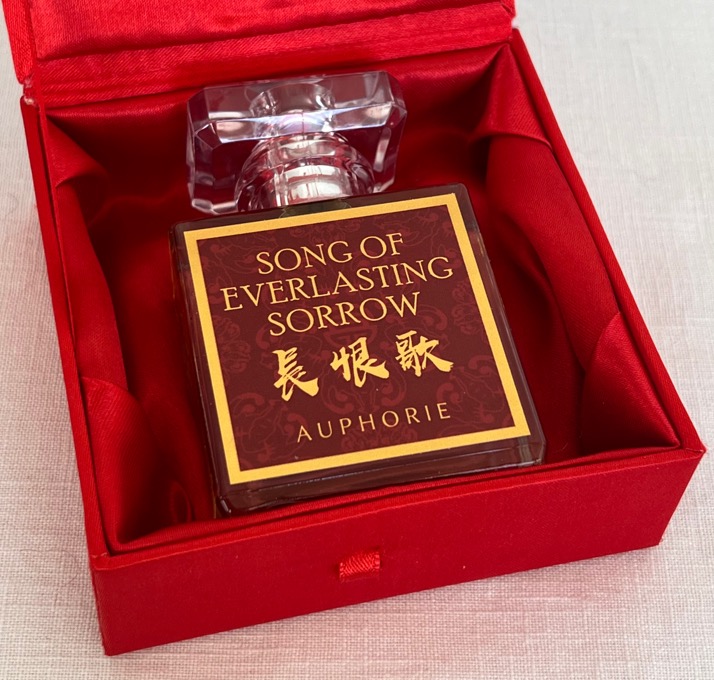 SONG OF
EVERLASTING
SORROW
長恨歌
AUPHORIE